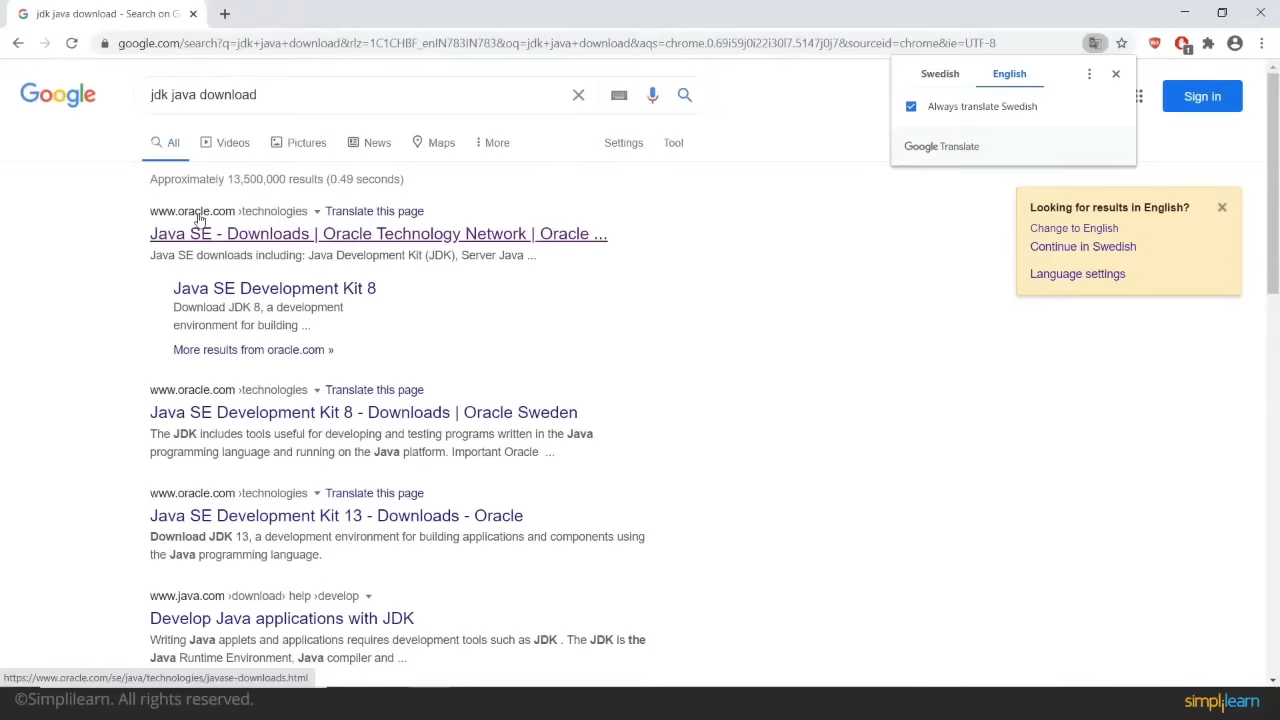 jdk java download - Search on G
google.com/search?q=jdk+java+download&rlz=1C1CHBF_enIN783IN783&oq=jdk+java+download&aqs=chrome.0.69i59j0i22i30l7.5147j0j7&sourceid=chrome&ie=UTF-8
Swedish English
Always translate Swedish
Google Translate
Google
jdk java download
Sign in
All Videos Pictures News Maps More Settings Tool
Approximately 13,500,000 results (0.49 seconds)
www.oracle.com ›technologies Translate this page
Java SE - Downloads | Oracle Technology Network | Oracle ...
Java SE downloads including: Java Development Kit (JDK), Server Java ...
Java SE Development Kit 8
Download JDK 8, a development
environment for building ...
More results from oracle.com »
Looking for results in English?
Change to English
Continue in Swedish
Language settings
www.oracle.com ›technologies Translate this page
Java SE Development Kit 8 - Downloads | Oracle Sweden
The JDK includes tools useful for developing and testing programs written in the Java
programming language and running on the Java platform. Important Oracle ...
www.oracle.com ›technologies Translate this page
Java SE Development Kit 13 - Downloads - Oracle
Download JDK 13, a development environment for building applications and components using
the Java programming language.
www.java.com ›download› help ›develop
Develop Java applications with JDK
Writing Java applets and applications requires development tools such as JDK . The JDK is the
Java Runtime Environment, Java compiler and ...
https://www.oracle.com/se/java/technologies/javase-downloads.html
©Simplilearn. All rights reserved.
simplilearn